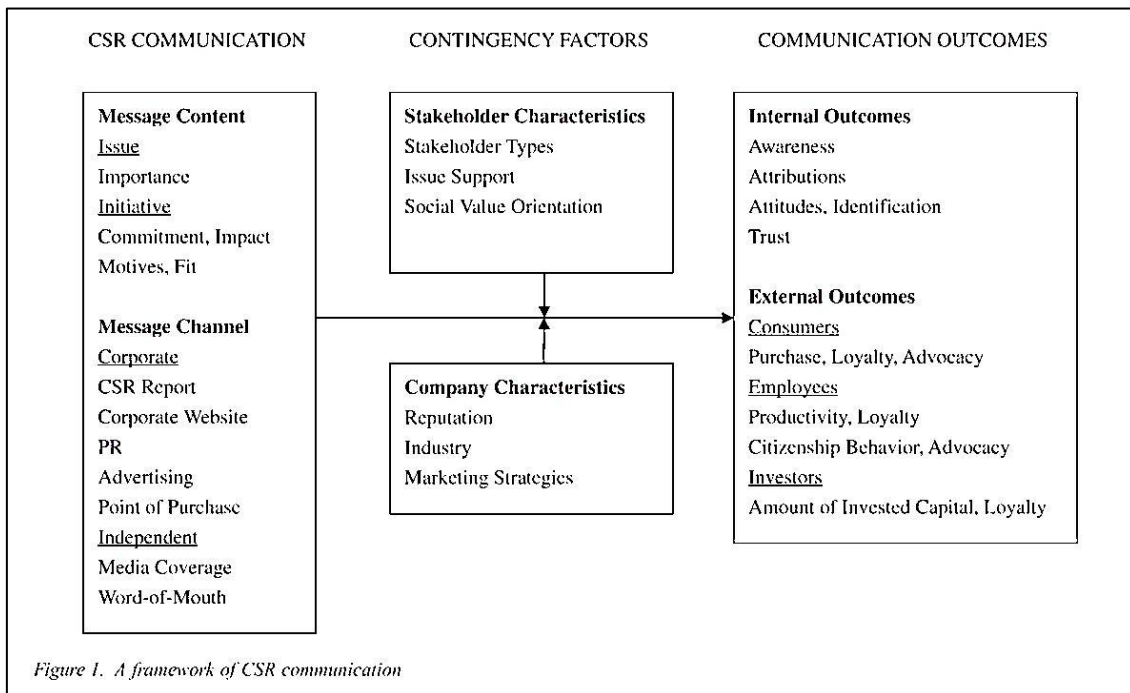 CSR COMMUNICATION
CONTINGENCY FACTORS
COMMUNICATION OUTCOMES
Message Content
Issue
Importance
Initiative
Commitment, Impact
Motives, Fit
Message Channel
Corporate
CSR Report
Corporate Website
PR
Advertising
Point of Purchase
Independent
Media Coverage
Word-of-Mouth
Stakeholder Characteristics
Stakeholder Types
Issue Support
Social Value Orientation
Company Characteristics
Reputation
Industry
Marketing Strategies
Internal Outcomes
Awareness
Attributions
Attitudes, Identification
Trust
External Outcomes
Consumers
Purchase, Loyalty, Advocacy
Employees
Productivity, Loyalty
Citizenship Behavior, Advocacy
Investors
Amount of Invested Capital, Loyalty
Figure 1. A framework of CSR communication